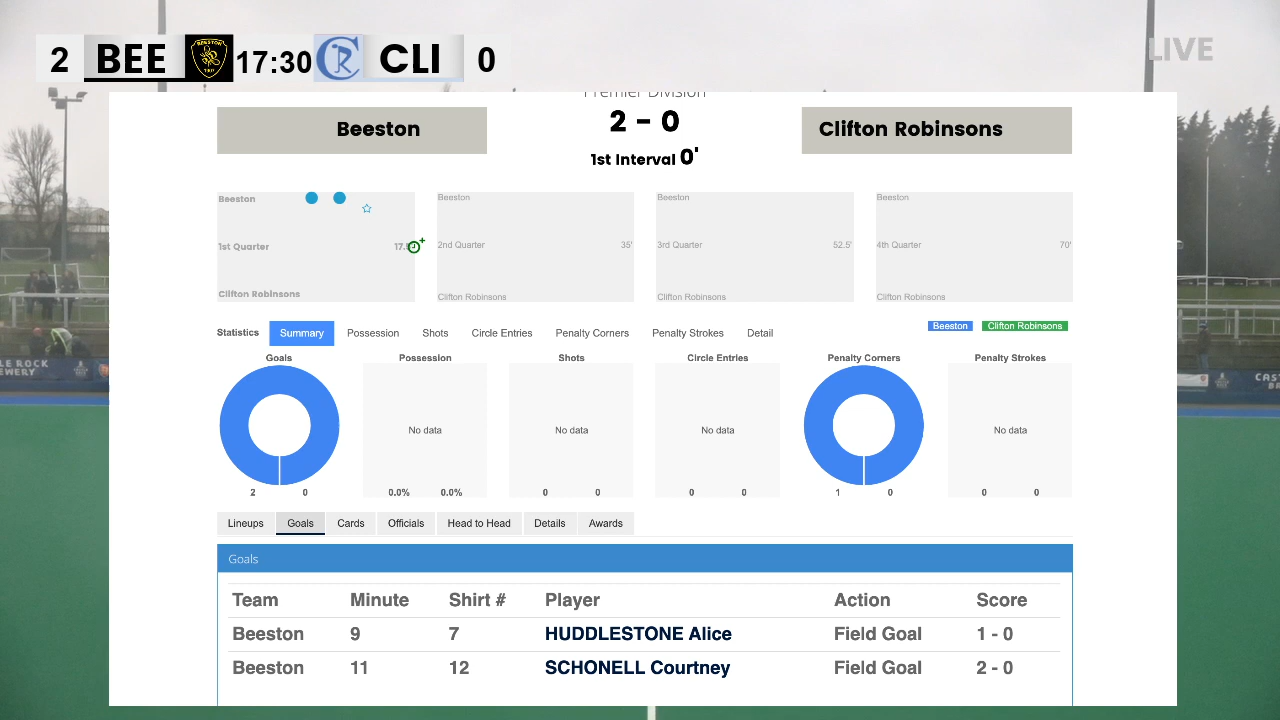 2 BEE 17:30 CLI 0
LIVE
Premier Division
Beeston 2 - 0 Clifton Robinsons
1st Interval 0'
Beeston Beeston Beeston Beeston
1st Quarter 17.5' 2nd Quarter 35' 3rd Quarter 52.5' 4th Quarter 70'
Clifton Robinsons Clifton Robinsons Clifton Robinsons Clifton Robinsons
Beeston Clifton Robinsons
Statistics Summary Possession Shots Circle Entries Penalty Corners Penalty Strokes Detail
Goals Possession Shots Circle Entries Penalty Corners Penalty Strokes
No data No data No data No data
2 0 0.0% 0.0% 0 0 0 0 1 0 0 0
Lineups Goals Cards Officials Head to Head Details Awards
Goals
Team Minute Shirt # Player Action Score
Beeston 9 7 HUDDLESTONE Alice Field Goal 1 - 0
Beeston 11 12 SCHONELL Courtney Field Goal 2 - 0